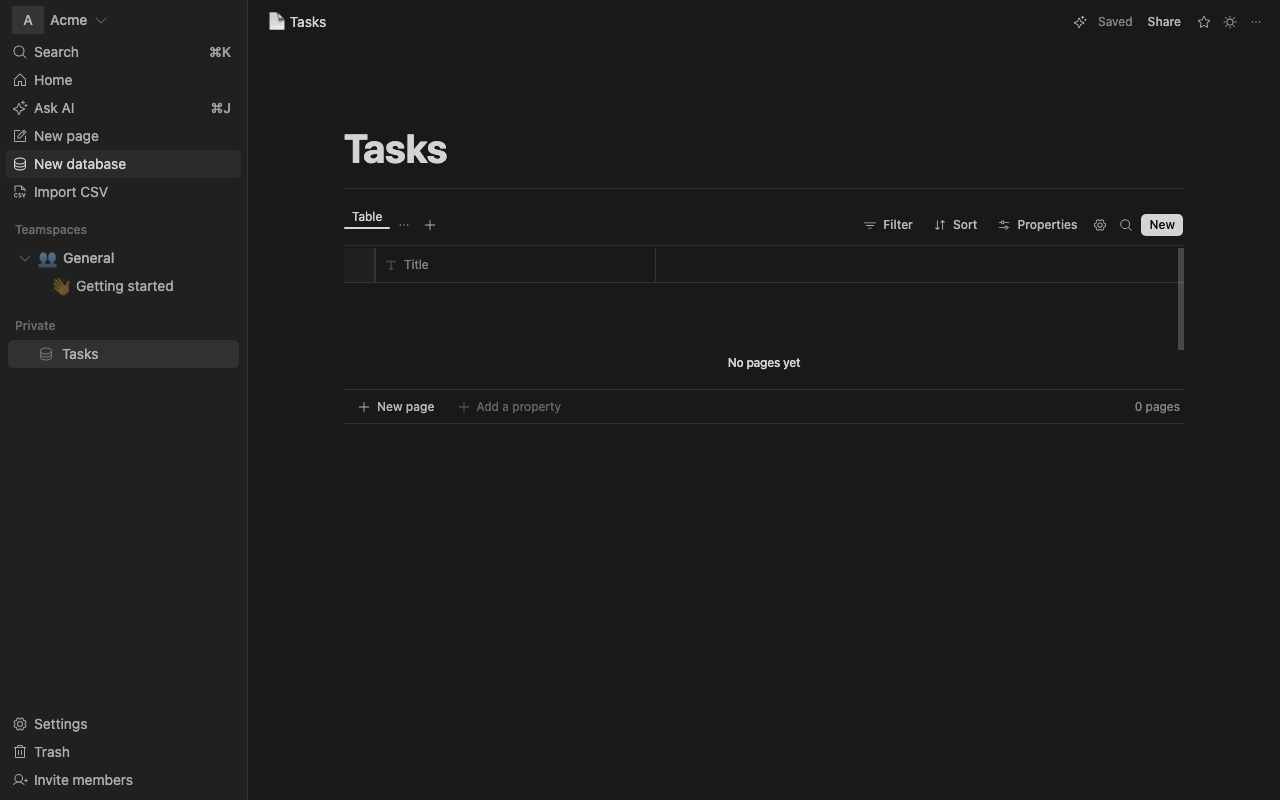 A Acme
Search ⌘K
Home
Ask AI ⌘J
New page
New database
CSV Import CSV
Teamspaces
General
Getting started
Private
Tasks
Settings
Trash
Invite members
Tasks
Saved Share
Tasks
Table
Filter Sort Properties New
Title
No pages yet
New page Add a property 0 pages